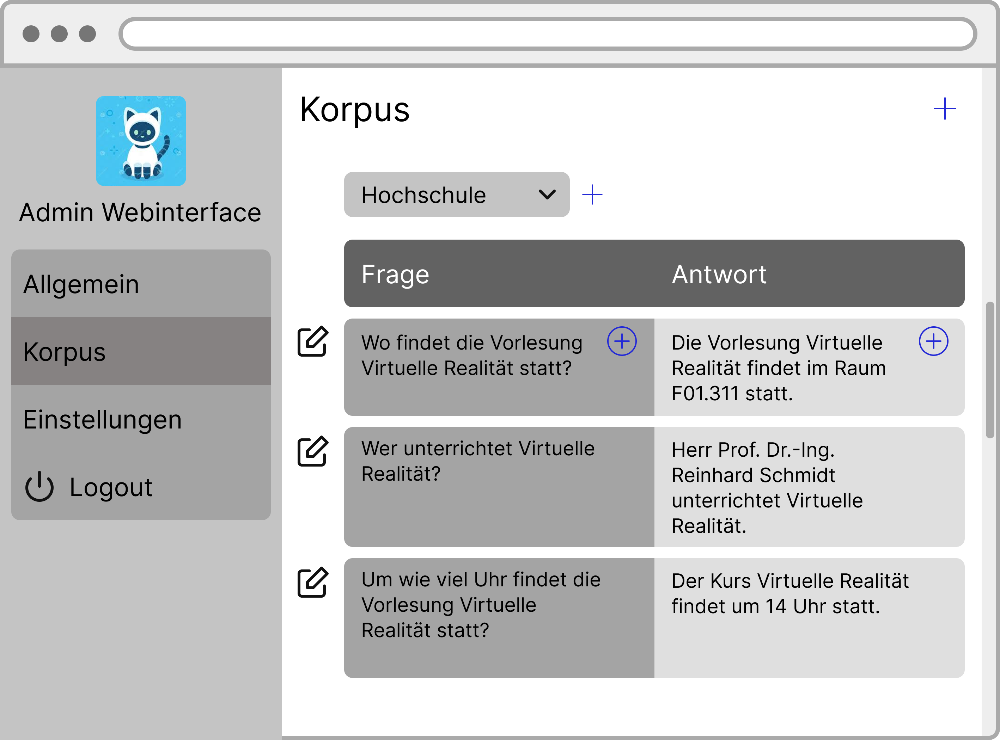 Admin Webinterface
Allgemein
Korpus
Einstellungen
Logout
Korpus
Hochschule
Frage
Antwort
Wo findet die Vorlesung
Virtuelle Realität statt?
Die Vorlesung Virtuelle
Realität findet im Raum
F01.311 statt.
Wer unterrichtet Virtuelle
Realität?
Herr Prof. Dr.-Ing.
Reinhard Schmidt
unterrichtet Virtuelle
Realität.
Um wie viel Uhr findet die
Vorlesung Virtuelle
Realität statt?
Der Kurs Virtuelle Realität
findet um 14 Uhr statt.